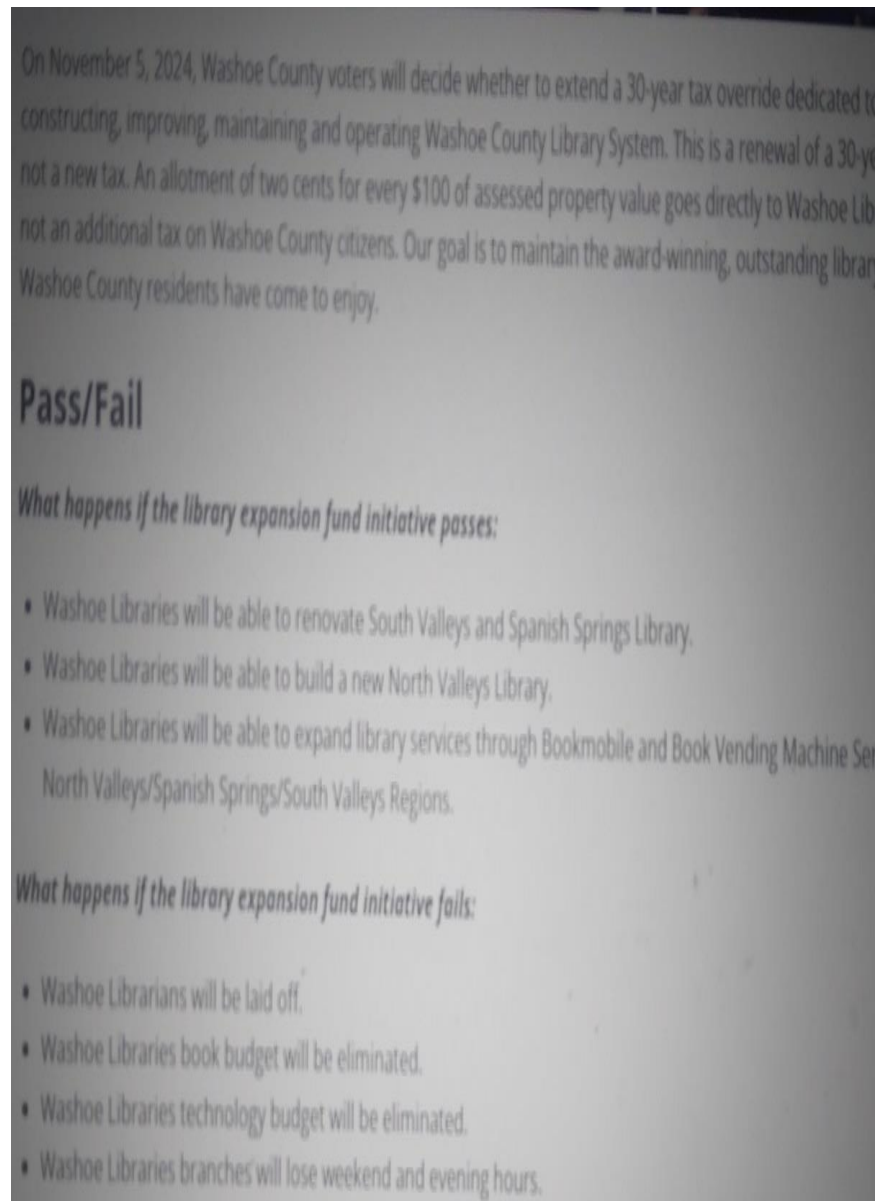 On November 5, 2024, Washoe County voters will decide whether to extend a 30-year tax override dedicated to
constructing, improving, maintaining and operating Washoe County Library System. This is a renewal of a 30-ye
not a new tax. An allotment of two cents for every $100 of assessed property value goes directly to Washoe Lib
not an additional tax on Washoe County citizens. Our goal is to maintain the award-winning, outstanding library
Washoe County residents have come to enjoy.
Pass/Fail
What happens if the library expansion fund initiative passes:
• Washoe Libraries will be able to renovate South Valleys and Spanish Springs Library.
• Washoe Libraries will be able to build a new North Valleys Library.
• Washoe Libraries will be able to expand library services through Bookmobile and Book Vending Machine Ser
North Valleys/Spanish Springs/South Valleys Regions.
What happens if the library expansion fund initiative fails:
• Washoe Librarians will be laid off.
• Washoe Libraries book budget will be eliminated.
• Washoe Libraries technology budget will be eliminated.
• Washoe Libraries branches will lose weekend and evening hours.